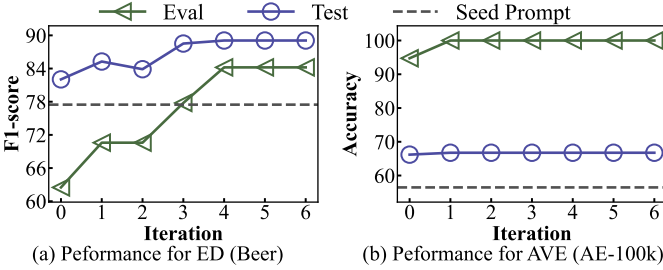 Eval Test Seed Prompt
90
84
78
72
66
60
F1-score
0 1 2 3 4 5 6
Iteration
(a) Peformance for ED (Beer)
100
90
80
70
60
Accuracy
0 1 2 3 4 5 6
Iteration
(b) Peformance for AVE (AE-100k)